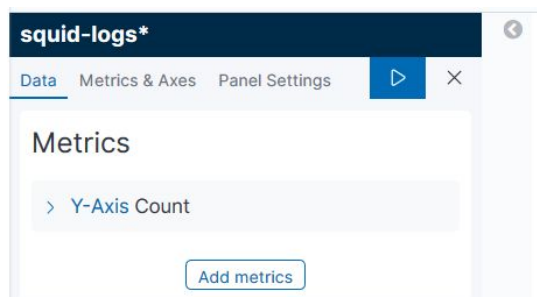 squid-logs*
Data Metrics & Axes Panel Settings
Metrics
Y-Axis Count
Add metrics